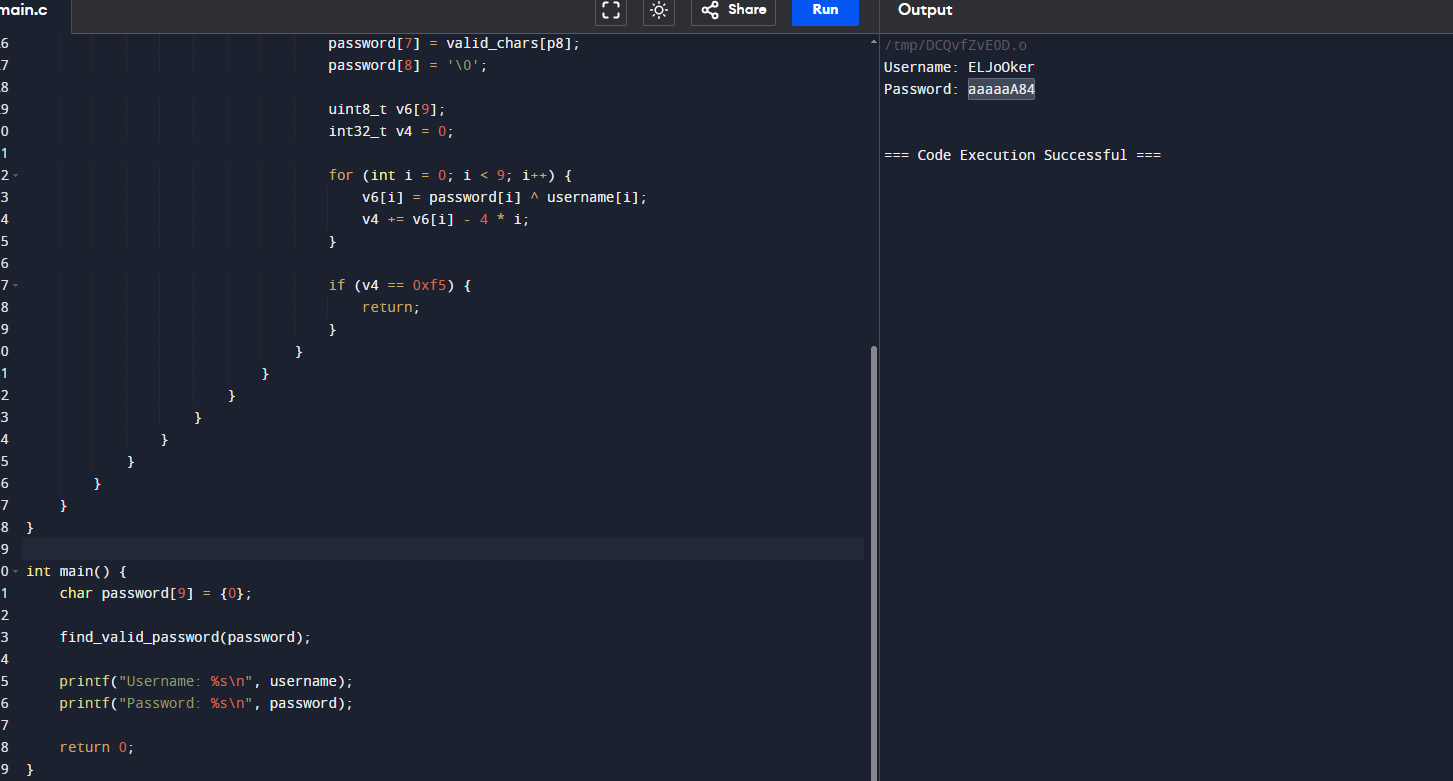 main.c
Share
Run
Output
6 password[7] = valid_chars[p8];
7 password[8] = '\0';
8
9 uint8_t v6[9];
0 int32_t v4 = 0;
1
2 for (int i = 0; i < 9; i++) {
3 v6[i] = password[i] ^ username[i];
4 v4 += v6[i] - 4 * i;
5 }
6
7 if (v4 == 0xf5) {
8 return;
9 }
0 }
1 }
2 }
3 }
4 }
5 }
6 }
7 }
8 }
9
0 int main() {
1 char password[9] = {0};
2
3 find_valid_password(password);
4
5 printf("Username: %s\n", username);
6 printf("Password: %s\n", password);
7
8 return 0;
9 }
/tmp/DCQvfZvEOD.o
Username: ELJoOker
Password: aaaaaA84
=== Code Execution Successful ===